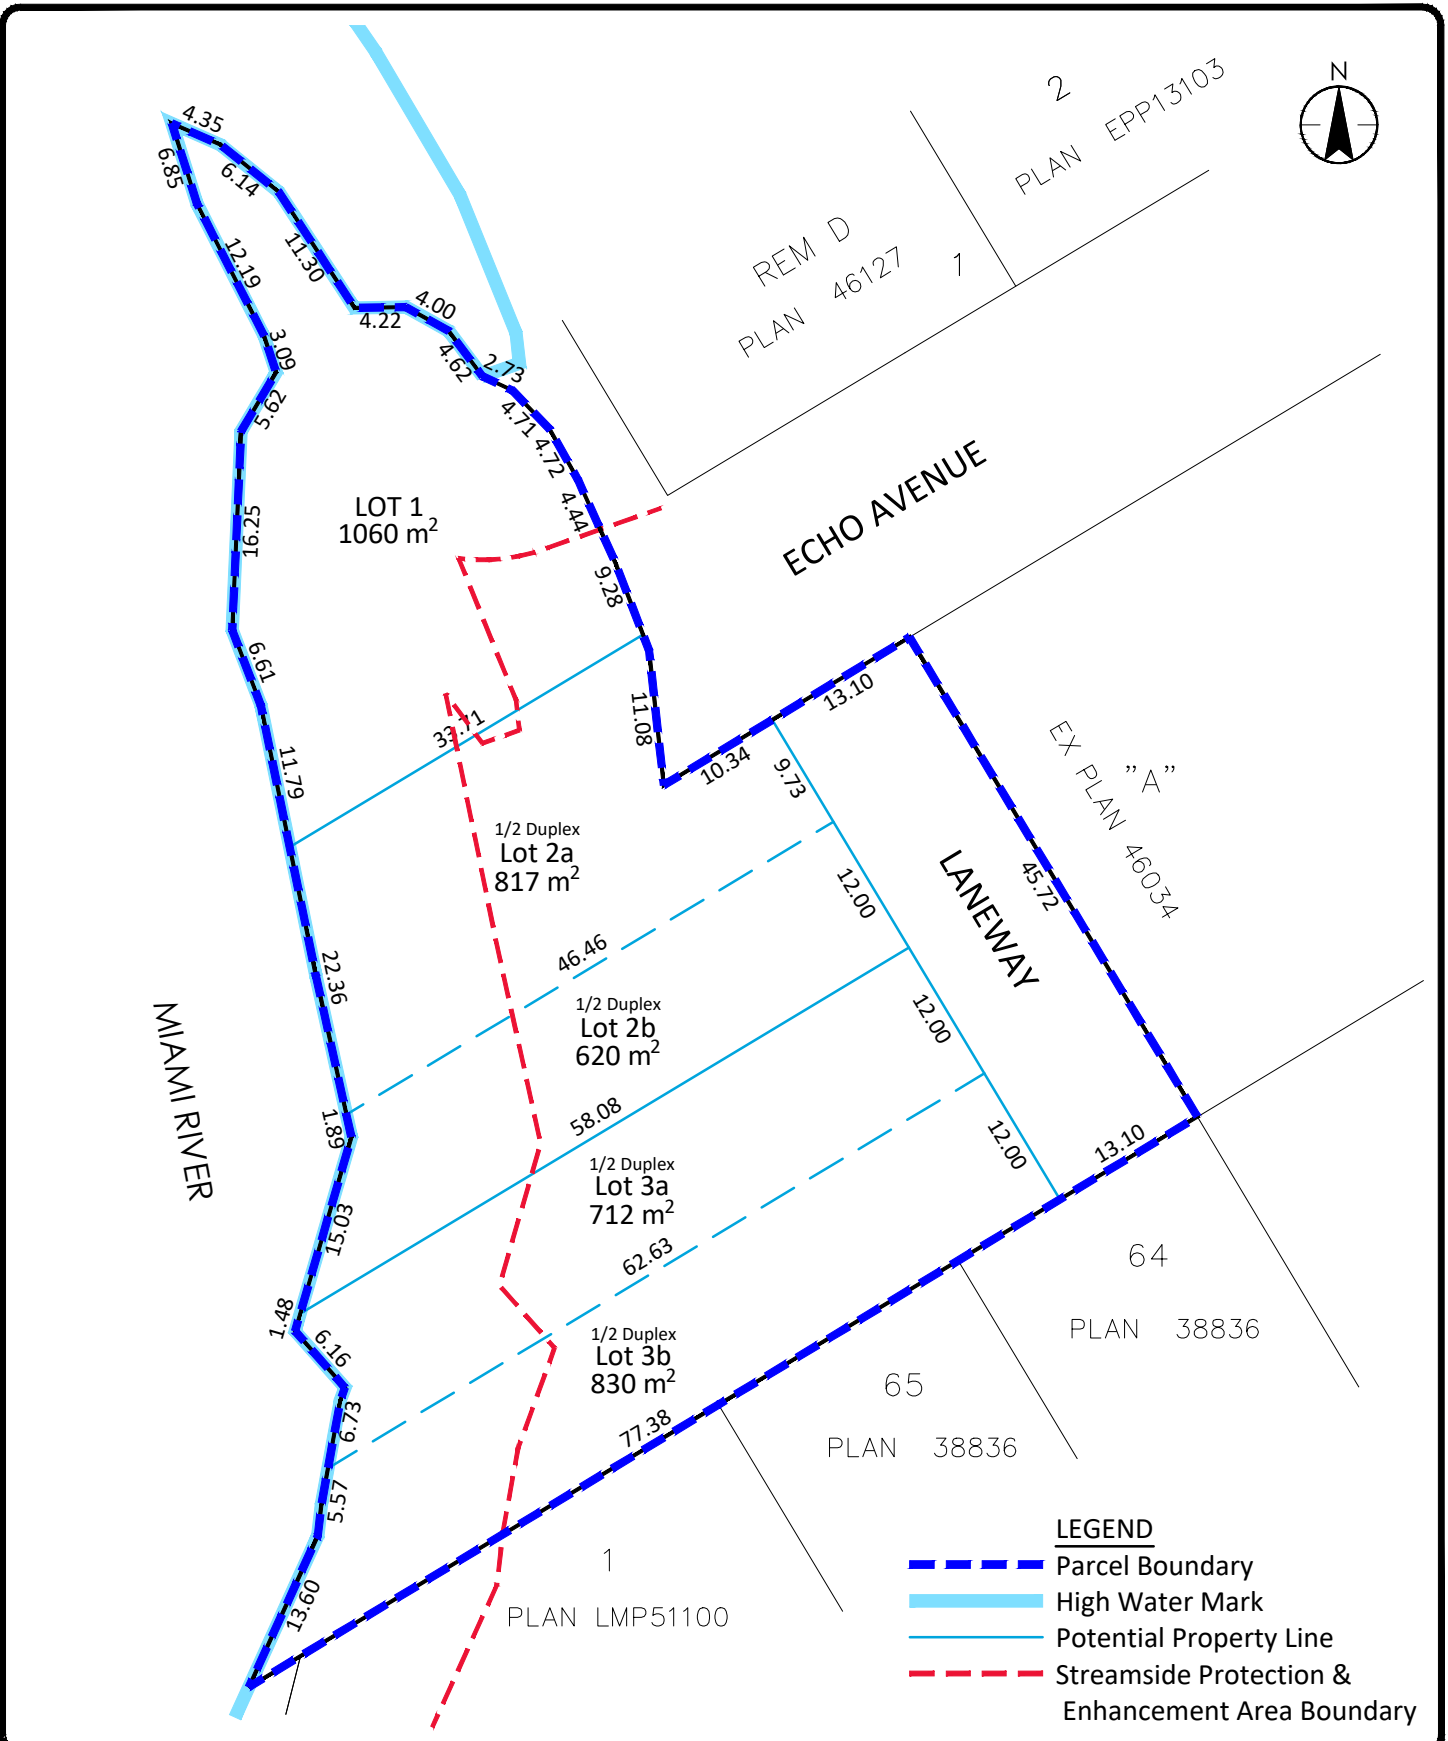 N
2
PLAN EPP13103
REM D
PLAN 46127
1
4.35
6.85
6.14
12.19
11.30
4.22
4.00
3.09
4.62
2.73
5.62
4.71
4.72
4.44
LOT 1
1060 m²
16.25
9.28
ECHO AVENUE
6.61
11.08
33.71
13.10
10.34
9.73
11.79
EX PLAN 46034
"A"
1/2 Duplex
Lot 2a
817 m²
12.00
45.72
LANEWAY
22.36
46.46
1/2 Duplex
Lot 2b
620 m²
12.00
MIAMI RIVER
1.89
58.08
12.00
13.10
1/2 Duplex
Lot 3a
712 m²
15.03
62.63
64
PLAN 38836
1.48
6.16
1/2 Duplex
Lot 3b
830 m²
65
PLAN 38836
6.73
77.38
5.57
13.60
1
PLAN LMP51100
LEGEND
Parcel Boundary
High Water Mark
Potential Property Line
Streamside Protection &
Enhancement Area Boundary